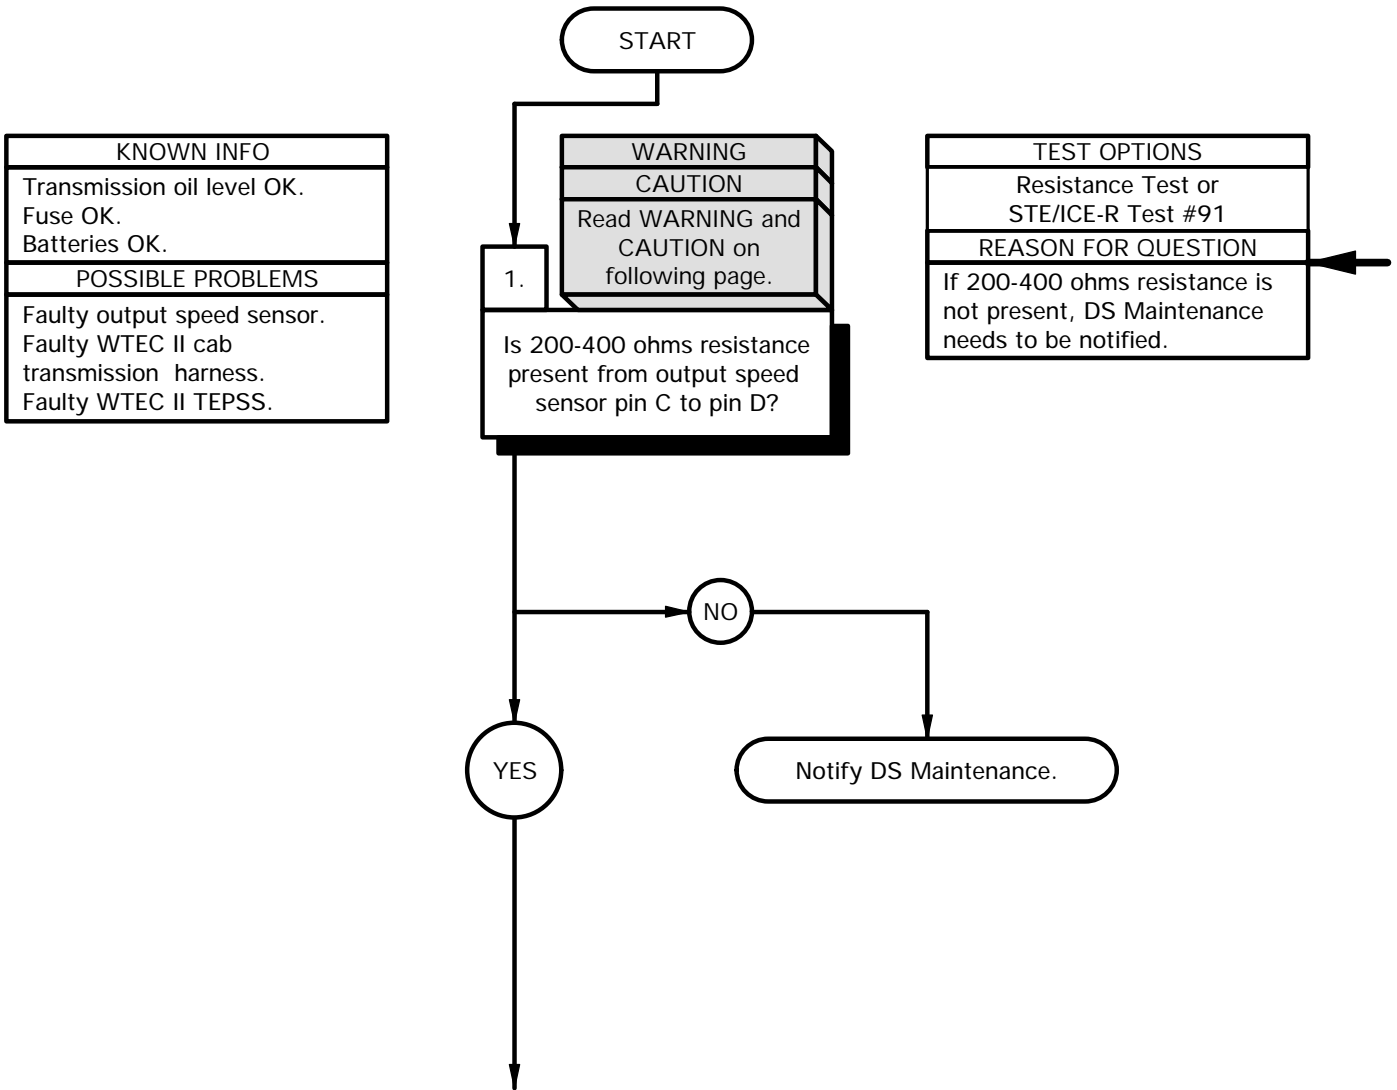 START
KNOWN INFO
Transmission oil level OK.
Fuse OK.
Batteries OK.
POSSIBLE PROBLEMS
Faulty output speed sensor.
Faulty WTEC II cab
transmission harness.
Faulty WTEC II TEPSS.
WARNING
CAUTION
Read WARNING and
CAUTION on
following page.
1.
Is 200-400 ohms resistance
present from output speed
sensor pin C to pin D?
TEST OPTIONS
Resistance Test or
STE/ICE-R Test #91
REASON FOR QUESTION
If 200-400 ohms resistance is
not present, DS Maintenance
needs to be notified.
NO
YES
Notify DS Maintenance.